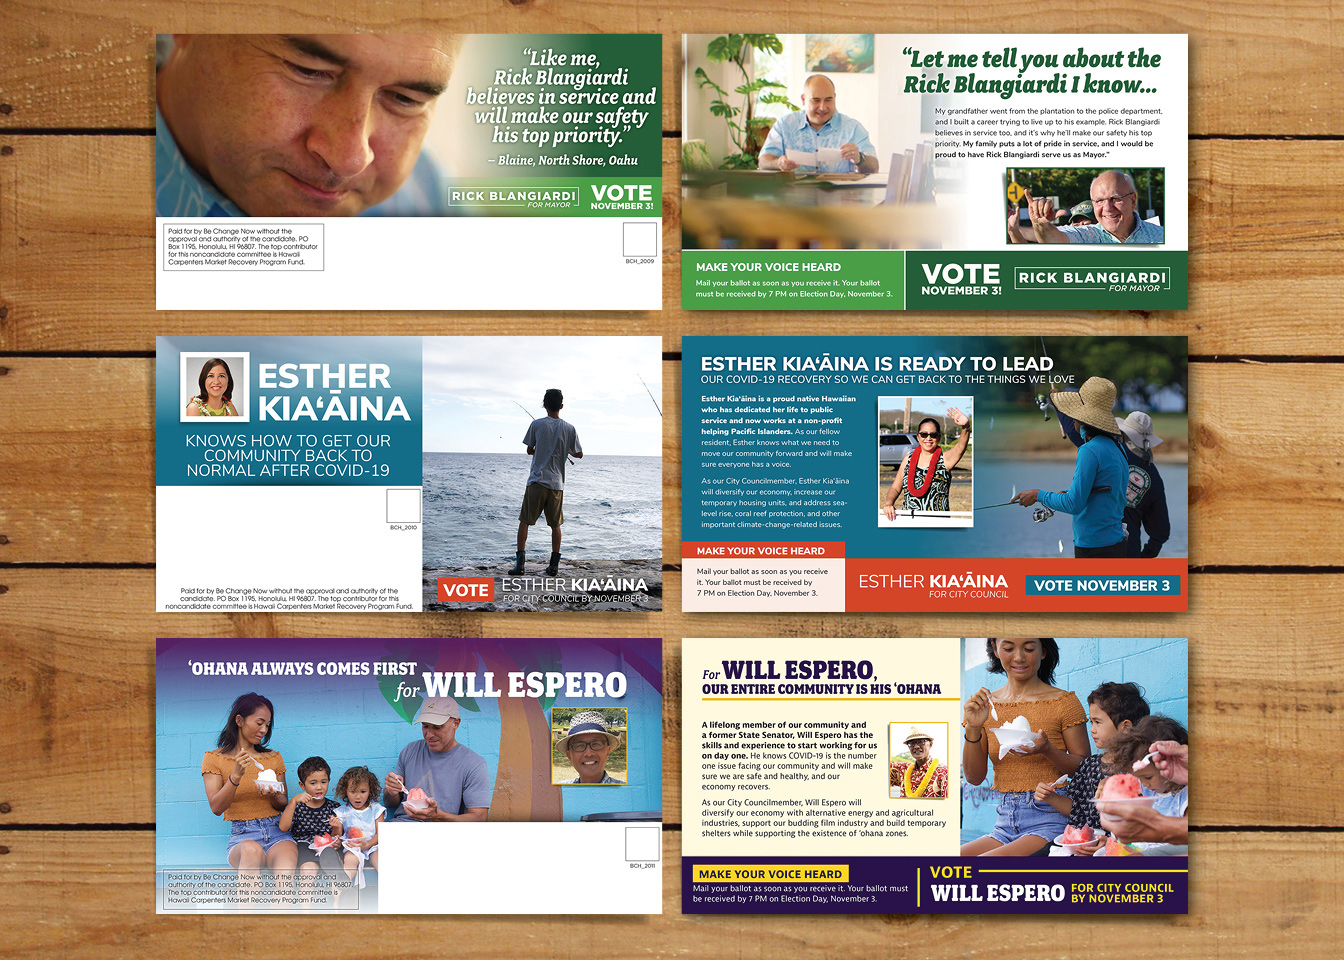 “Like me,
Rick Blangiardi
believes in service and
will make our safety
his top priority.”
– Blaine, North Shore, Oahu
RICK BLANGIARDI
FOR MAYOR
VOTE
NOVEMBER 3!
Paid for by Be Change Now without the
approval and authority of the candidate. PO
Box 1195, Honolulu, HI 96807. The top contributor
for this noncandidate committee is Hawaii
Carpenters Market Recovery Program Fund.
BCH_2009
“Let me tell you about the
Rick Blangiardi I know...
My grandfather went from the plantation to the police department,
and I built a career trying to live up to his example. Rick Blangiardi
believes in service too, and it’s why he’ll make our safety his top
priority. My family puts a lot of pride in service, and I would be
proud to have Rick Blangiardi serve us as Mayor.”
MAKE YOUR VOICE HEARD
Mail your ballot as soon as you receive it. Your ballot
must be received by 7 PM on Election Day, November 3.
VOTE
NOVEMBER 3!
RICK BLANGIARDI
FOR MAYOR
ESTHER
KIAʻĀINA
KNOWS HOW TO GET OUR
COMMUNITY BACK TO
NORMAL AFTER COVID-19
BCH_2010
Paid for by Be Change Now without the approval and authority of the
candidate. PO Box 1195, Honolulu, HI 96807. The top contributor for this
noncandidate committee is Hawaii Carpenters Market Recovery Program Fund.
VOTE
ESTHER KIAʻĀINA
FOR CITY COUNCIL BY NOVEMBER 3
ESTHER KIAʻĀINA IS READY TO LEAD
OUR COVID-19 RECOVERY SO WE CAN GET BACK TO THE THINGS WE LOVE
Esther Kiaʻāina is a proud native Hawaiian
who has dedicated her life to public
service and now works at a non-profit
helping Pacific Islanders. As our fellow
resident, Esther knows what we need to
move our community forward and will make
sure everyone has a voice.
As our City Councilmember, Esther Kiaʻāina
will diversify our economy, increase our
temporary housing units, and address sea-
level rise, coral reef protection, and other
important climate-change-related issues.
MAKE YOUR VOICE HEARD
Mail your ballot as soon as you receive
it. Your ballot must be received by
7 PM on Election Day, November 3.
ESTHER KIAʻĀINA
FOR CITY COUNCIL
VOTE NOVEMBER 3
ʻOHANA ALWAYS COMES FIRST
for WILL ESPERO
Paid for by Be Change Now without the approval and
authority of the candidate. PO Box 1195, Honolulu, HI 96807.
The top contributor for this noncandidate committee is
Hawaii Carpenters Market Recovery Program Fund.
BCH_2011
For WILL ESPERO,
OUR ENTIRE COMMUNITY IS HIS ʻOHANA
A lifelong member of our community and
a former State Senator, Will Espero has the
skills and experience to start working for us
on day one. He knows COVID-19 is the number
one issue facing our community and will make
sure we are safe and healthy, and our
economy recovers.
As our City Councilmember, Will Espero will
diversify our economy with alternative energy and agricultural
industries, support our budding film industry and build temporary
shelters while supporting the existence of ʻohana zones.
MAKE YOUR VOICE HEARD
Mail your ballot as soon as you receive it. Your ballot must
be received by 7 PM on Election Day, November 3.
VOTE
WILL ESPERO
FOR CITY COUNCIL
BY NOVEMBER 3